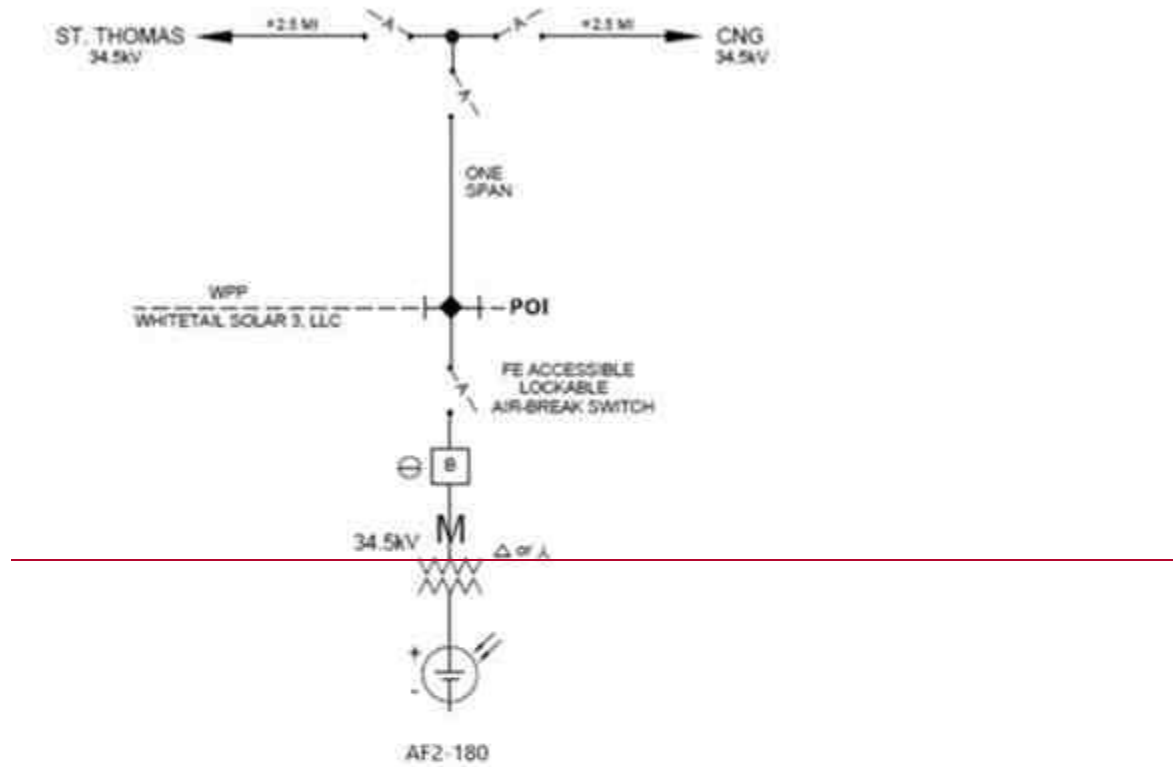 ST. THOMAS
34.5kV
±2.5 MI
A
A
±2.5 MI
CNG
34.5kV
A
ONE
SPAN
WPP
WHITETAIL SOLAR 3, LLC
POI
A
FE ACCESSIBLE
LOCKABLE
AIR-BREAK SWITCH
B
M
34.5kV
Δ or
+
-
AF2-180